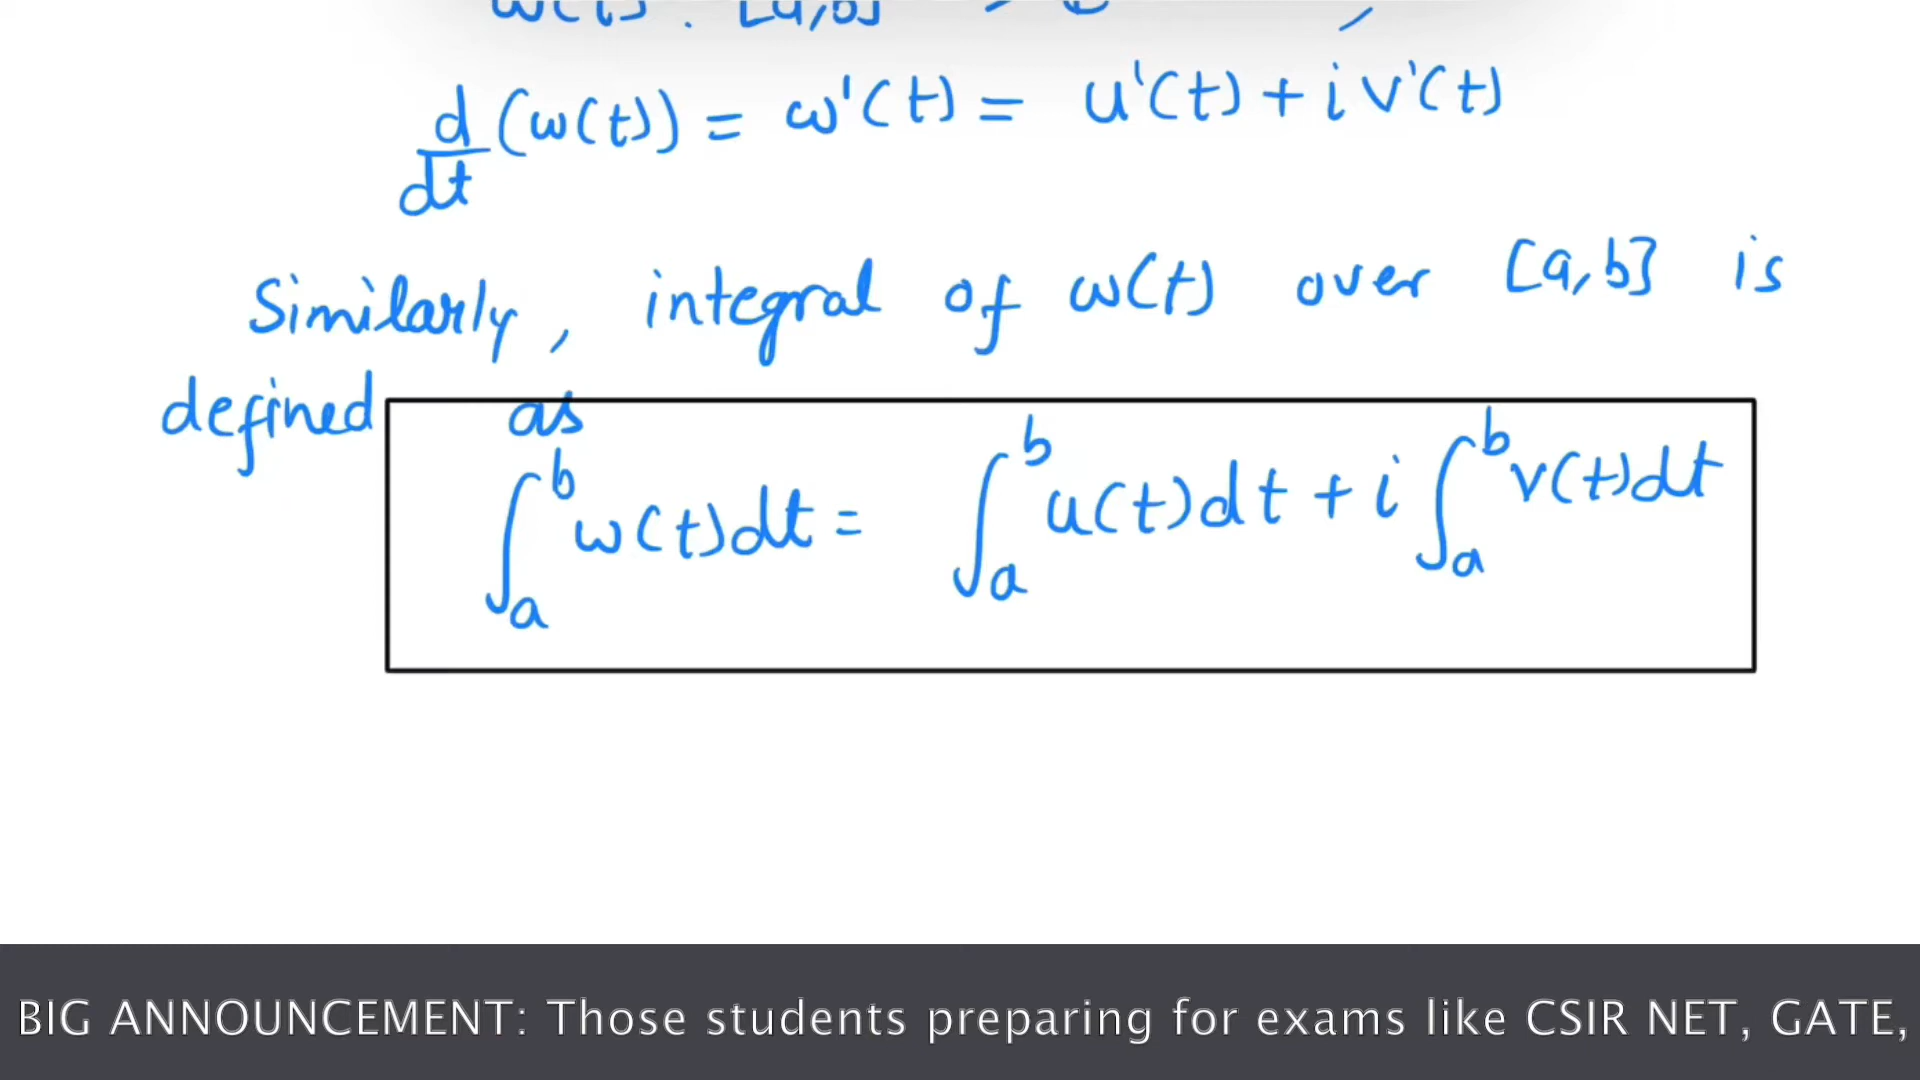 d/dt (ω(t)) = ω'(t) = u'(t) + i v'(t)
Similarly, integral of ω(t) over [a,b] is
defined as
∫_a^b ω(t)dt = ∫_a^b u(t)dt + i ∫_a^b v(t)dt
BIG ANNOUNCEMENT: Those students preparing for exams like CSIR NET, GATE,